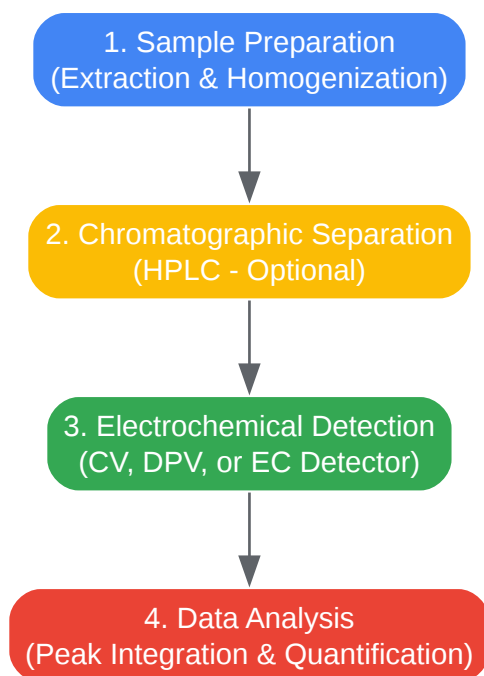 1. Sample Preparation
(Extraction & Homogenization)
2. Chromatographic Separation
(HPLC - Optional)
3. Electrochemical Detection
(CV, DPV, or EC Detector)
4. Data Analysis
(Peak Integration & Quantification)